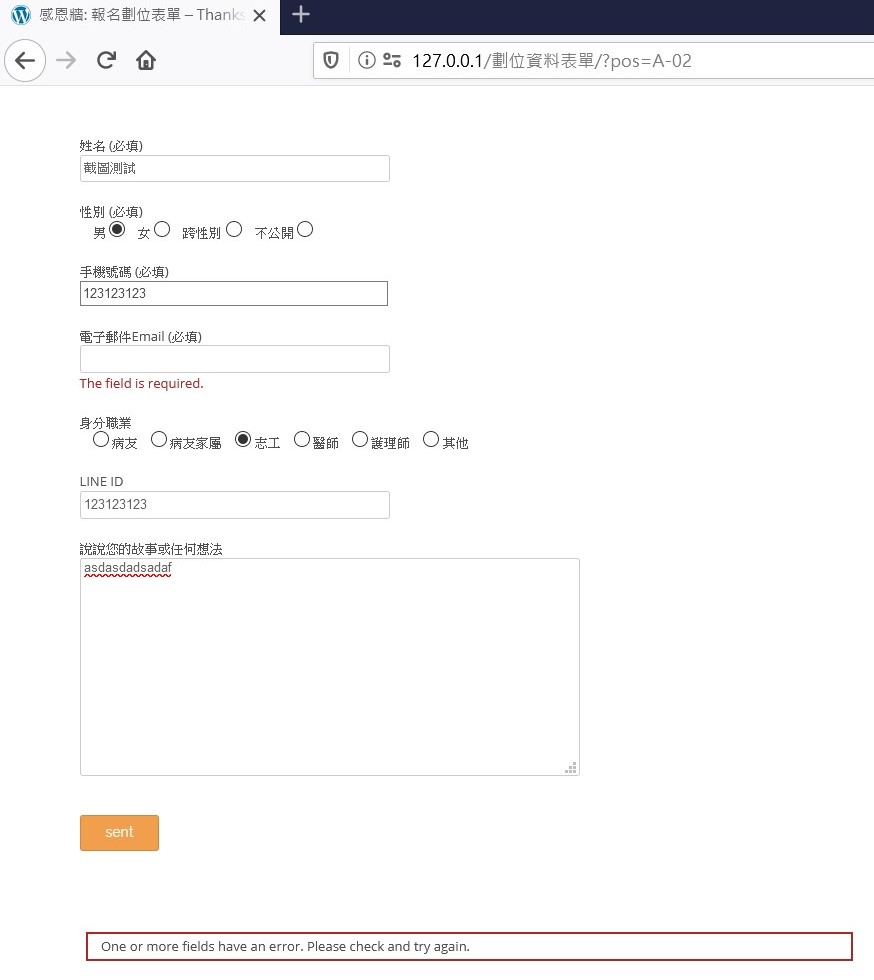 感恩牆: 報名劃位表單 – Thanks
127.0.0.1/劃位資料表單/?pos=A-02
姓名 (必填)
截圖測試
性別 (必填)
男 女 跨性別 不公開
手機號碼 (必填)
123123123
電子郵件Email (必填)
The field is required.
身分職業
病友 病友家屬 志工 醫師 護理師 其他
LINE ID
123123123
說說您的故事或任何想法
asdasdadsadaf
sent
One or more fields have an error. Please check and try again.